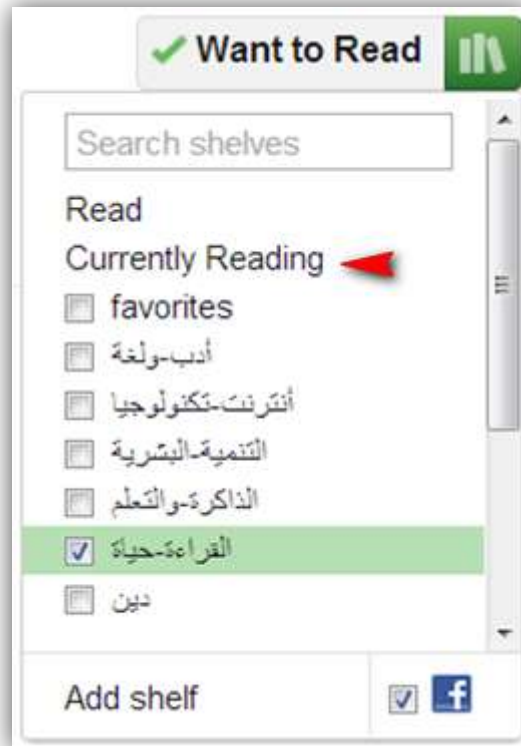 Want to Read
Search shelves
Read
Currently Reading
favorites
أدب-ولغة
أنترنت-تكنولوجيا
التنمية-البشرية
الذاكرة-والتعلم
القراءة-حياة
دين
Add shelf